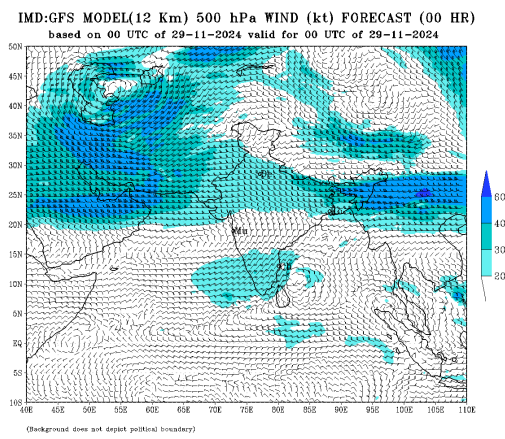 IMD:GFS MODEL(12 Km) 500 hPa WIND (kt) FORECAST (00 HR)
based on 00 UTC of 29-11-2024 valid for 00 UTC of 29-11-2024
50N
45N
40N
35N
30N
25N
20N
15N
10N
5N
EQ
5S
10S
60
40
30
20
40E 45E 50E 55E 60E 65E 70E 75E 80E 85E 90E 95E 100E 105E 110E
(Background does not depict political boundary)